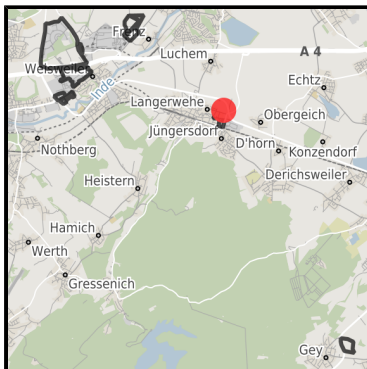 Frenz
Luchem
A 4
Weisweiler
Echtz
Inde
Langerwehe
Obergeich
Jüngersdorf
D'horn
Nothberg
Konzendorf
Heistern
Derichsweiler
Hamich
Werth
Gressenich
Gey